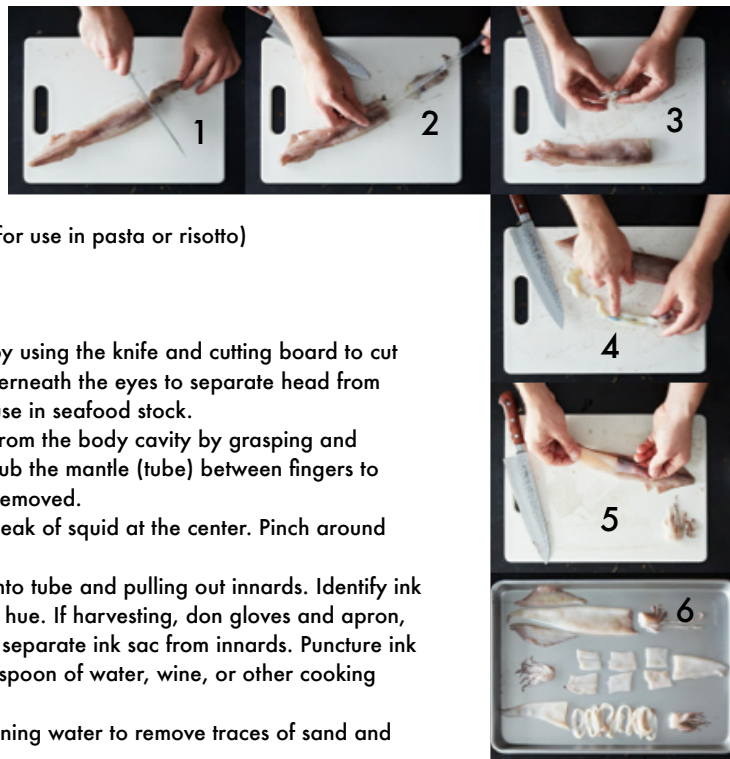 1
2
3
for use in pasta or risotto)
4
by using the knife and cutting board to cut
erneath the eyes to separate head from
use in seafood stock.
from the body cavity by grasping and
ub the mantle (tube) between fingers to
emoved.
eak of squid at the center. Pinch around
5
nto tube and pulling out innards. Identify ink
hue. If harvesting, don gloves and apron,
separate ink sac from innards. Puncture ink
spoon of water, wine, or other cooking
6
ning water to remove traces of sand and